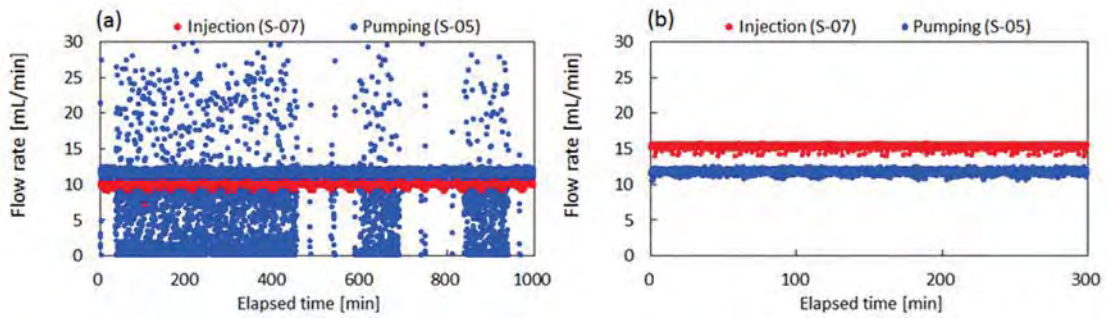 (a)
Injection (S-07) Pumping (S-05)
30
25
20
15
10
5
0
Flow rate [mL/min]
0 200 400 600 800 1000
Elapsed time [min]
(b)
Injection (S-07) Pumping (S-05)
30
25
20
15
10
5
0
Flow rate [mL/min]
0 100 200 300
Elapsed time [min]